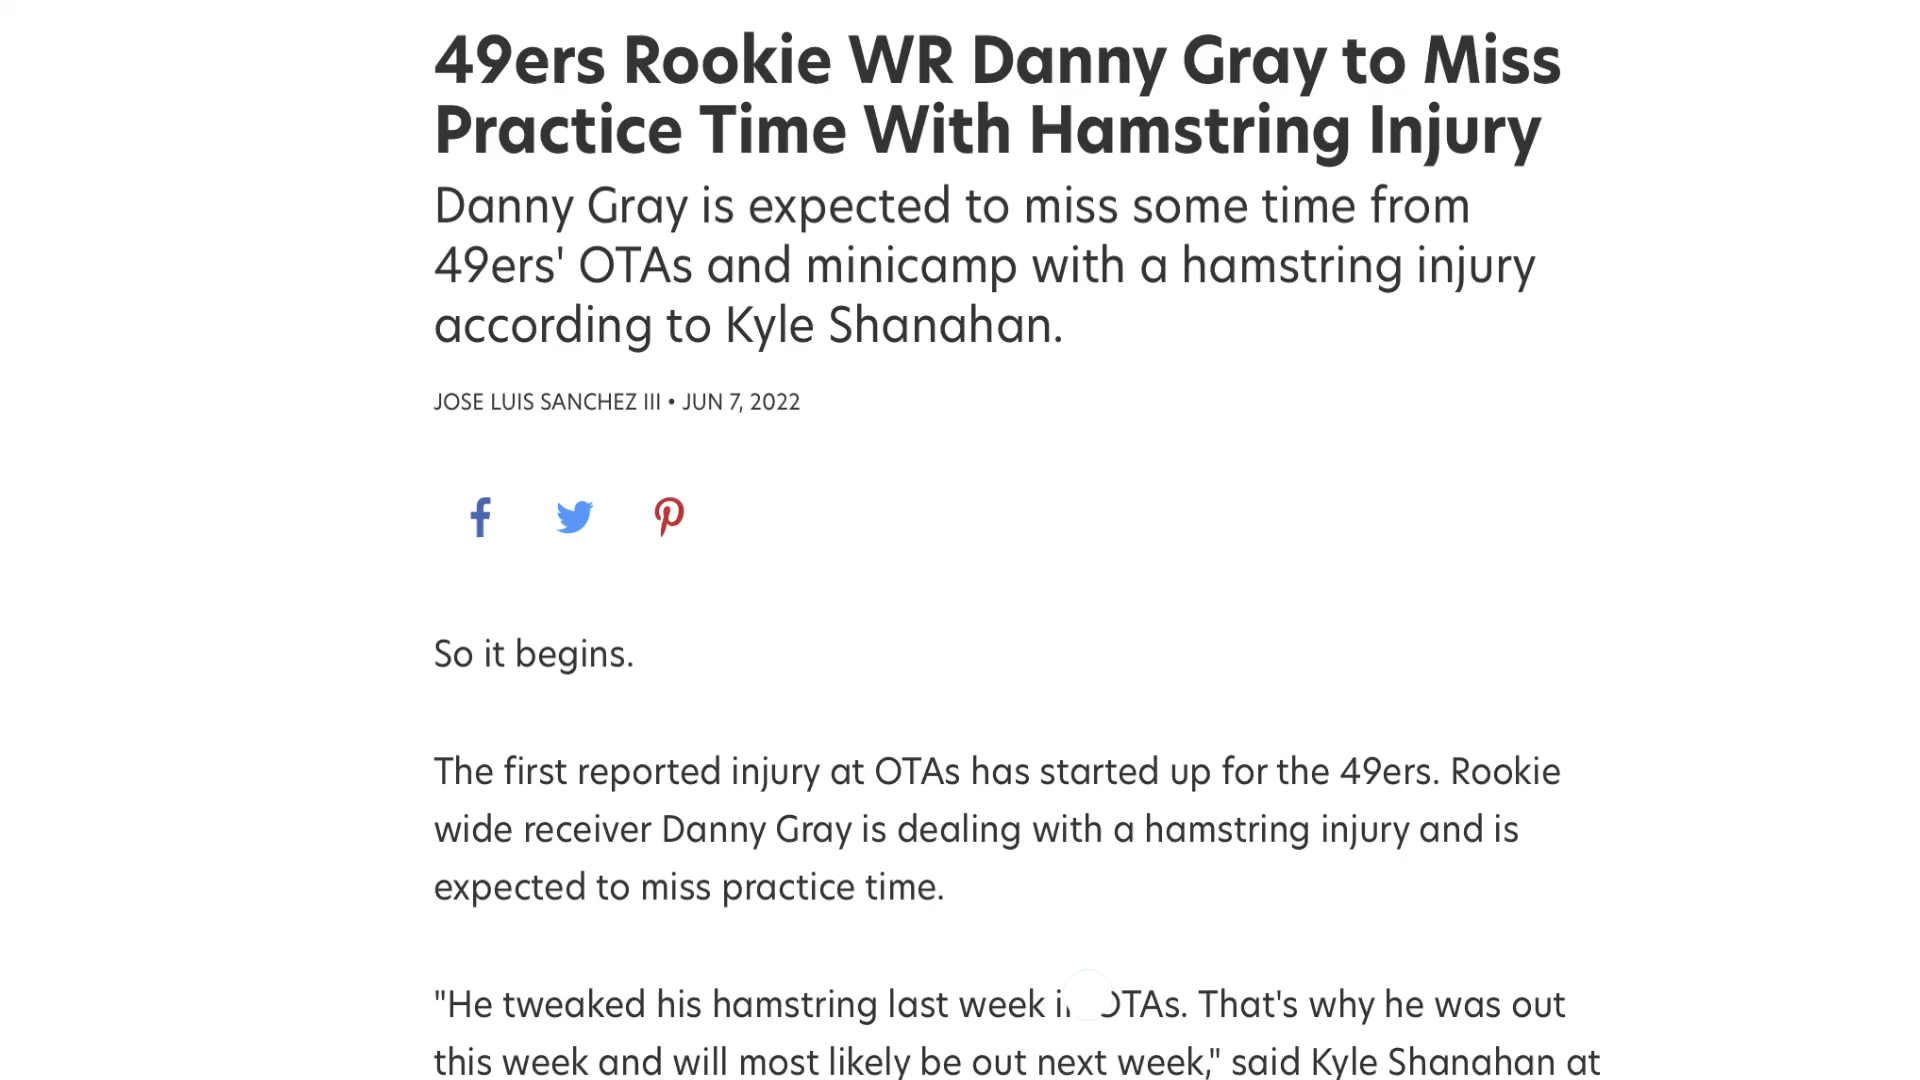 49ers Rookie WR Danny Gray to Miss
Practice Time With Hamstring Injury
Danny Gray is expected to miss some time from
49ers' OTAs and minicamp with a hamstring injury
according to Kyle Shanahan.
JOSE LUIS SANCHEZ III • JUN 7, 2022
So it begins.
The first reported injury at OTAs has started up for the 49ers. Rookie
wide receiver Danny Gray is dealing with a hamstring injury and is
expected to miss practice time.
"He tweaked his hamstring last week in OTAs. That's why he was out
this week and will most likely be out next week," said Kyle Shanahan at